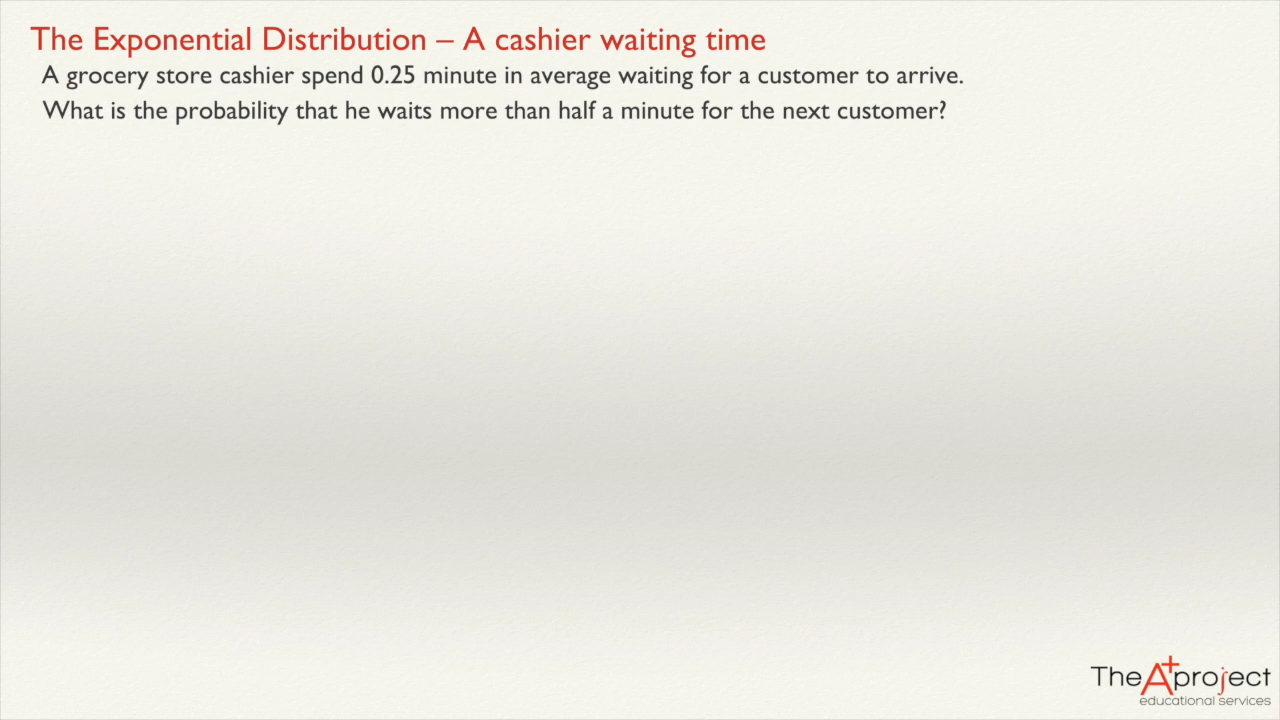 The Exponential Distribution – A cashier waiting time
A grocery store cashier spend 0.25 minute in average waiting for a customer to arrive.
What is the probability that he waits more than half a minute for the next customer?
The A+ project
educational services